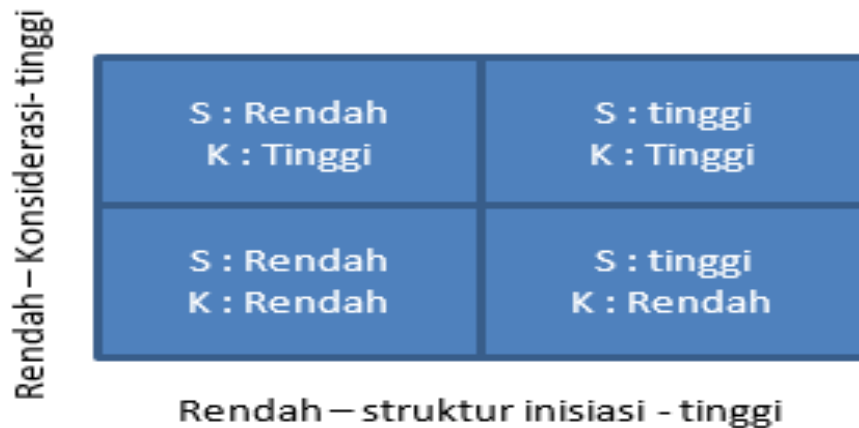 Rendah – Konsiderasi- tinggi
S : Rendah
K : Tinggi
S : tinggi
K : Tinggi
S : Rendah
K : Rendah
S : tinggi
K : Rendah
Rendah – struktur inisiasi - tinggi